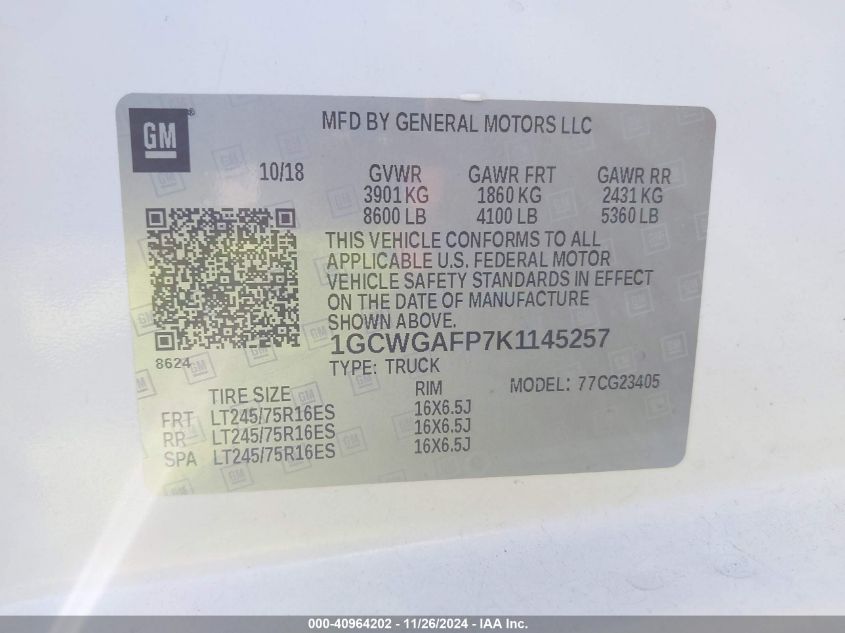 GM®
MFD BY GENERAL MOTORS LLC
10/18 GVWR GAWR FRT GAWR RR
3901 KG 1860 KG 2431 KG
8600 LB 4100 LB 5360 LB
THIS VEHICLE CONFORMS TO ALL
APPLICABLE U.S. FEDERAL MOTOR
VEHICLE SAFETY STANDARDS IN EFFECT
ON THE DATE OF MANUFACTURE
SHOWN ABOVE.
1GCWGAFP7K1145257
8624
TYPE: TRUCK
MODEL: 77CG23405
TIRE SIZE RIM
FRT LT245/75R16ES 16X6.5J
RR LT245/75R16ES 16X6.5J
SPA LT245/75R16ES 16X6.5J
000-40964202 - 11/26/2024 - IAA Inc.